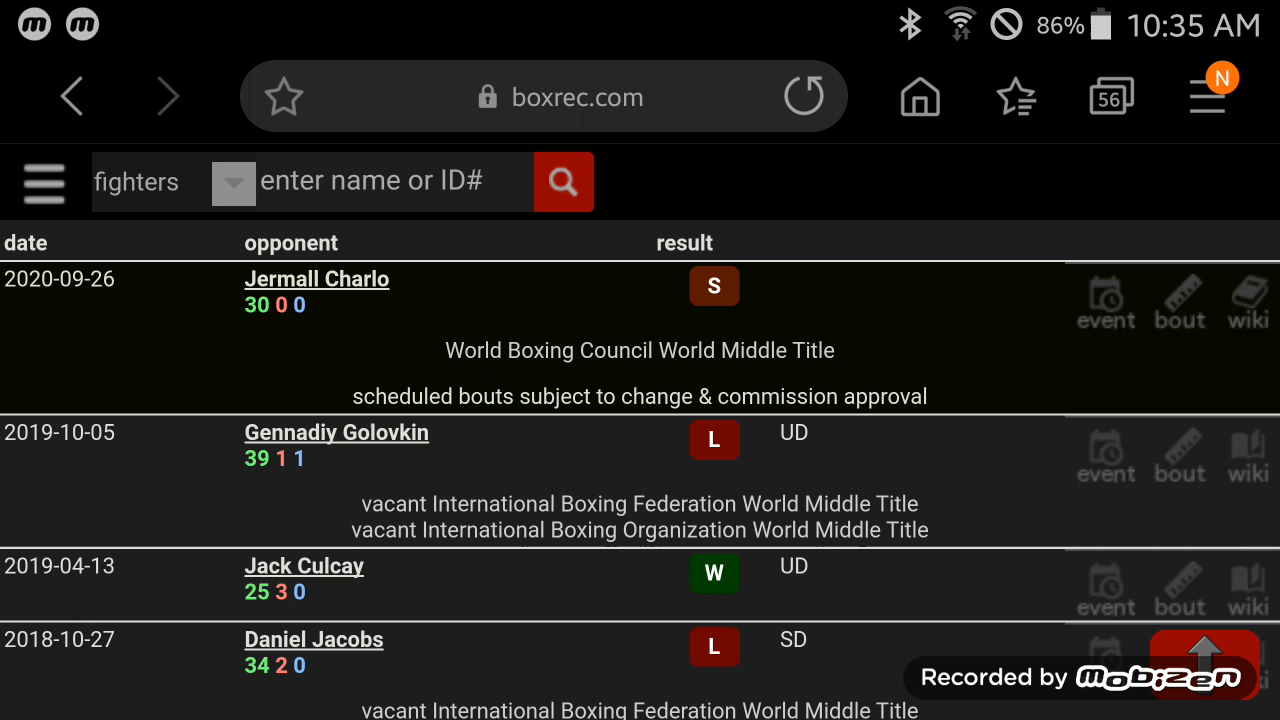 86% 10:35 AM
boxrec.com 56 N
fighters enter name or ID#
date opponent result
2020-09-26 Jermall Charlo S
30 0 0
event bout wiki
World Boxing Council World Middle Title
scheduled bouts subject to change & commission approval
2019-10-05 Gennadiy Golovkin L UD
39 1 1
event bout wiki
vacant International Boxing Federation World Middle Title
vacant International Boxing Organization World Middle Title
2019-04-13 Jack Culcay W UD
25 3 0
event bout wiki
2018-10-27 Daniel Jacobs L SD
34 2 0
Recorded by mobizen
vacant International Boxing Federation World Middle Title